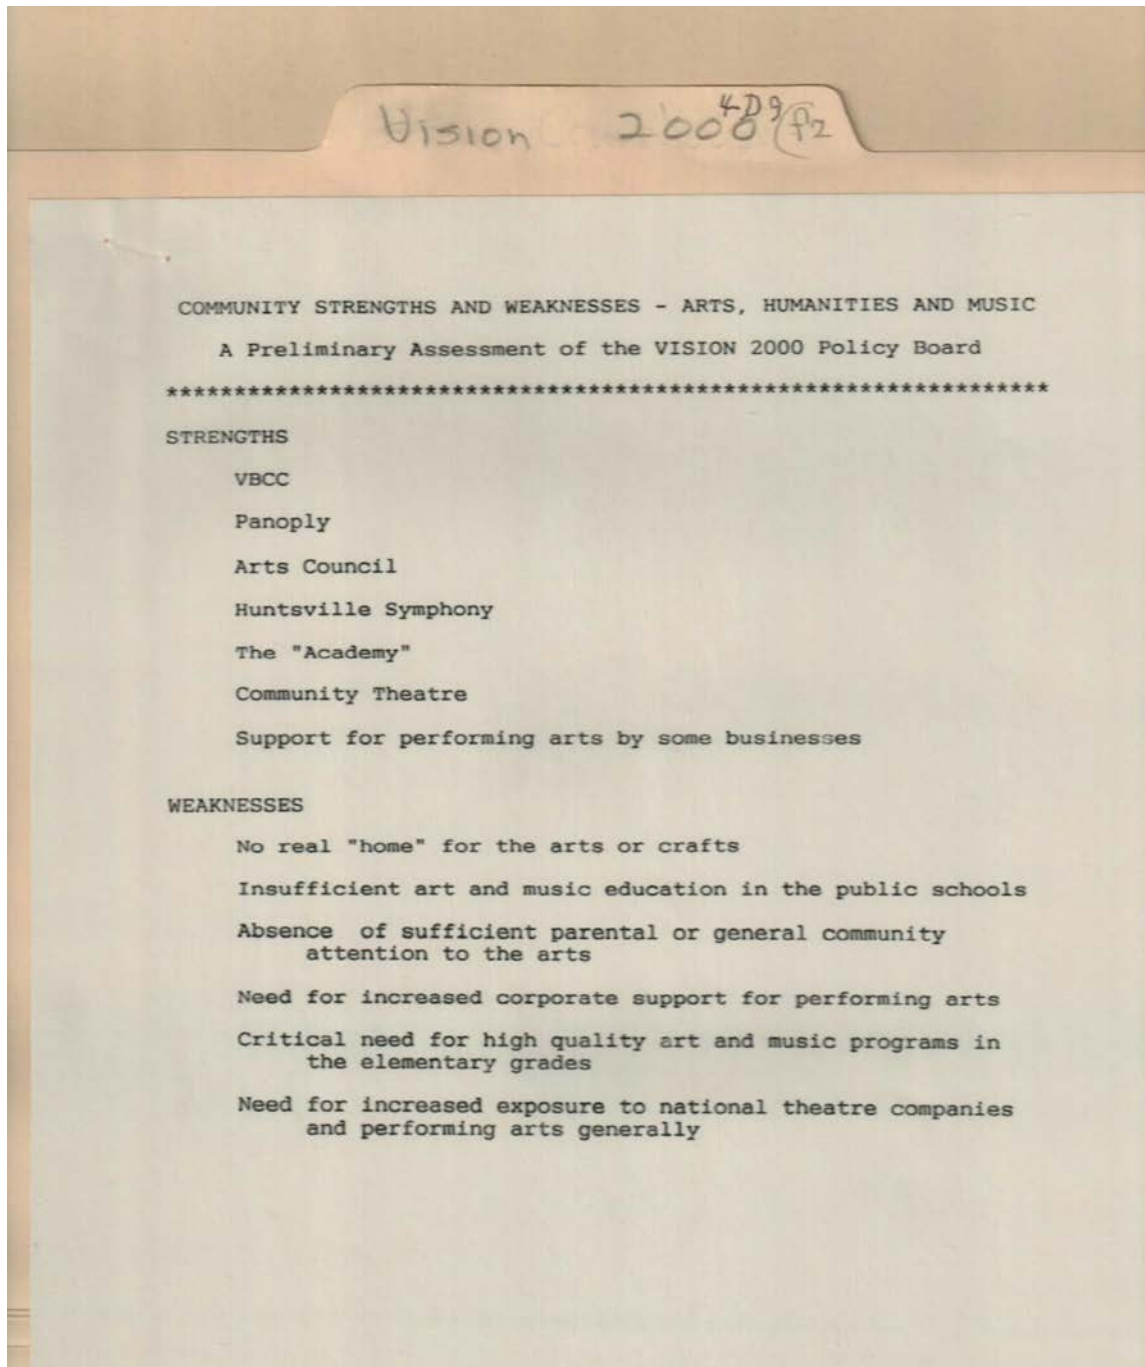 Vision 2000 4D9 f2
COMMUNITY STRENGTHS AND WEAKNESSES - ARTS, HUMANITIES AND MUSIC
A Preliminary Assessment of the VISION 2000 Policy Board
*****************************************************************
STRENGTHS
VBCC
Panoply
Arts Council
Huntsville Symphony
The "Academy"
Community Theatre
Support for performing arts by some businesses
WEAKNESSES
No real "home" for the arts or crafts
Insufficient art and music education in the public schools
Absence  of sufficient parental or general community
attention to the arts
Need for increased corporate support for performing arts
Critical need for high quality art and music programs in
the elementary grades
Need for increased exposure to national theatre companies
and performing arts generally